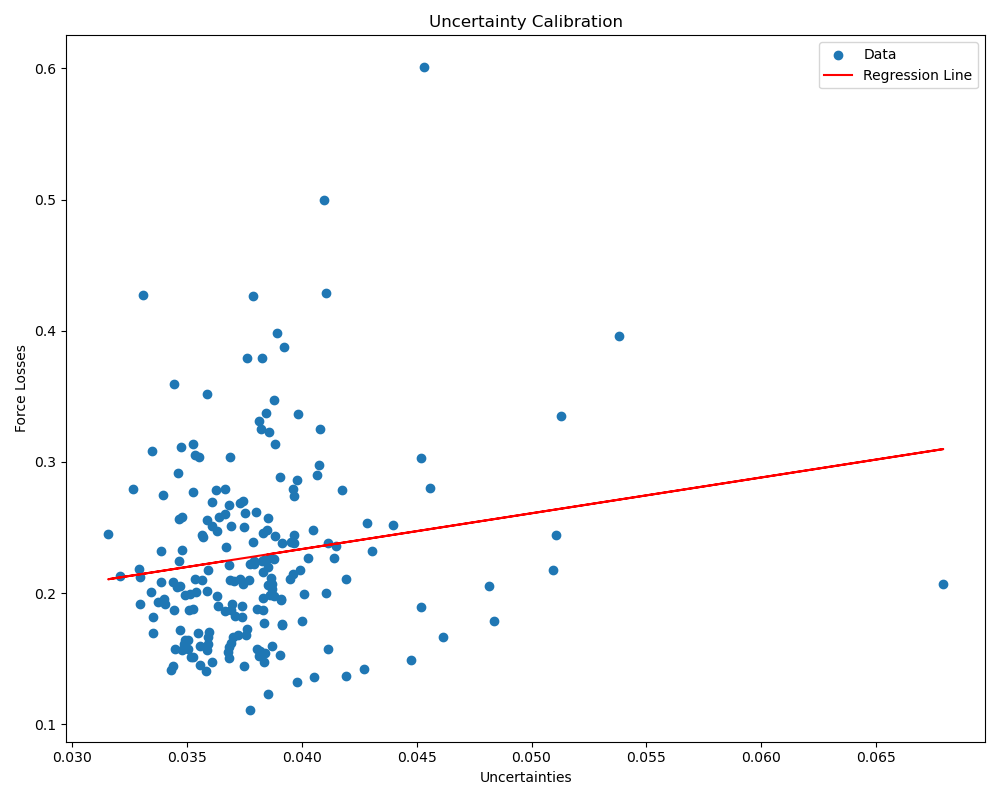 Uncertainty Calibration
Data
Regression Line
0.6
0.5
0.4
0.3
0.2
0.1
Force Losses
0.030 0.035 0.040 0.045 0.050 0.055 0.060 0.065
Uncertainties